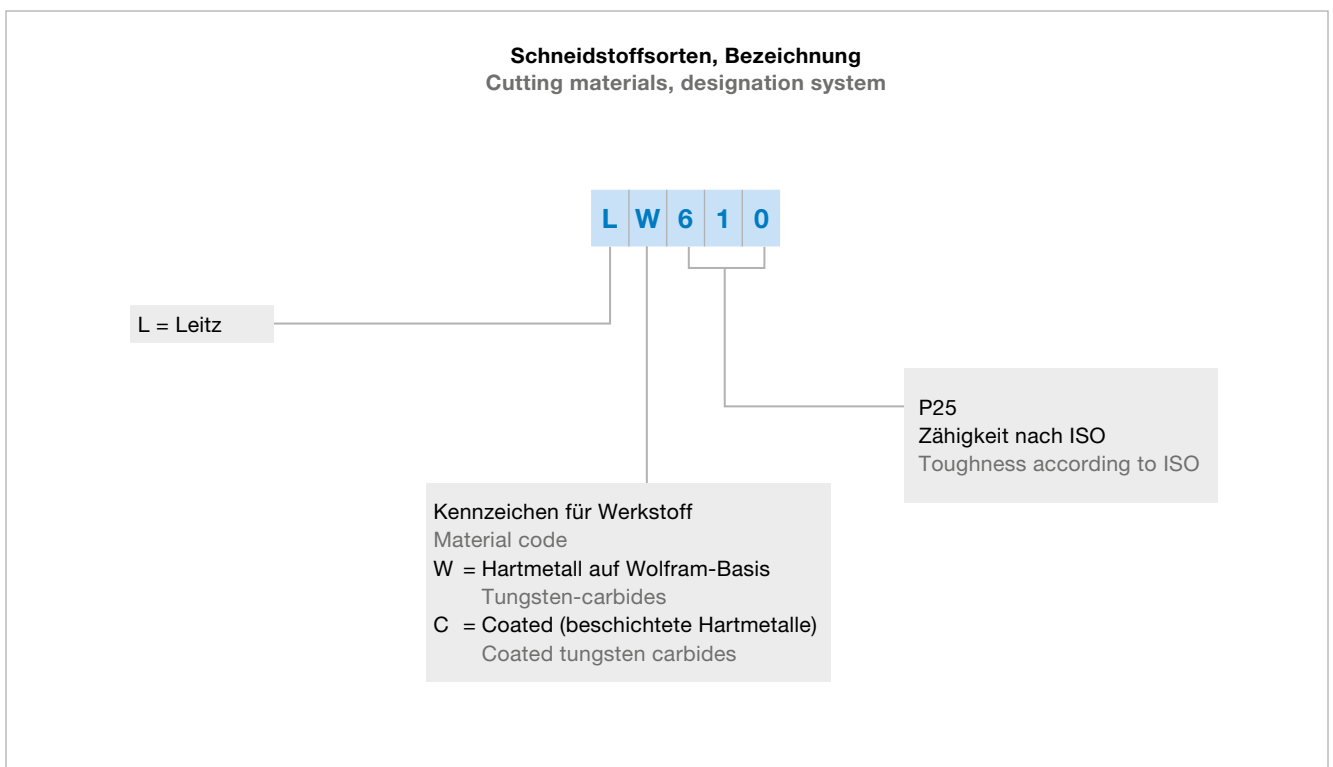 Schneidstoffsorten, Bezeichnung
Cutting materials, designation system
L W 6 1 0
L = Leitz
P25
Zähigkeit nach ISO
Toughness according to ISO
Kennzeichen für Werkstoff
Material code
W = Hartmetall auf Wolfram-Basis
Tungsten-carbides
C = Coated (beschichtete Hartmetalle)
Coated tungsten carbides